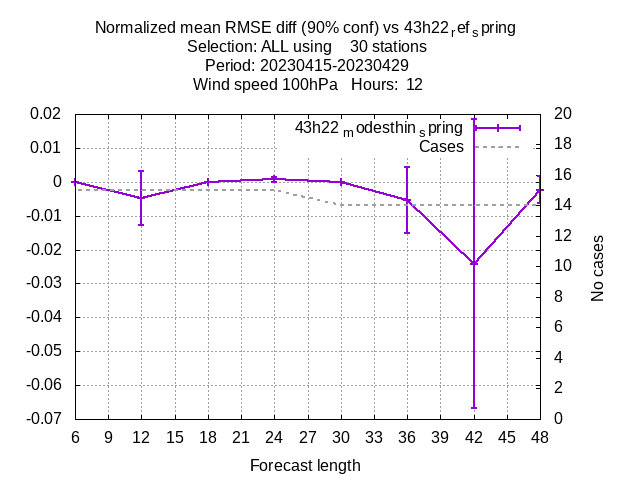 Normalized mean RMSE diff (90% conf) vs 43h22refspring
Selection: ALL using 30 stations
Period: 20230415-20230429
Wind speed 100hPa Hours: 12
43h22modesthinspring
Cases
0.02
0.01
0
-0.01
-0.02
-0.03
-0.04
-0.05
-0.06
-0.07
20
18
16
14
12
10
8
6
4
2
0
No cases
6 9 12 15 18 21 24 27 30 33 36 39 42 45 48
Forecast length